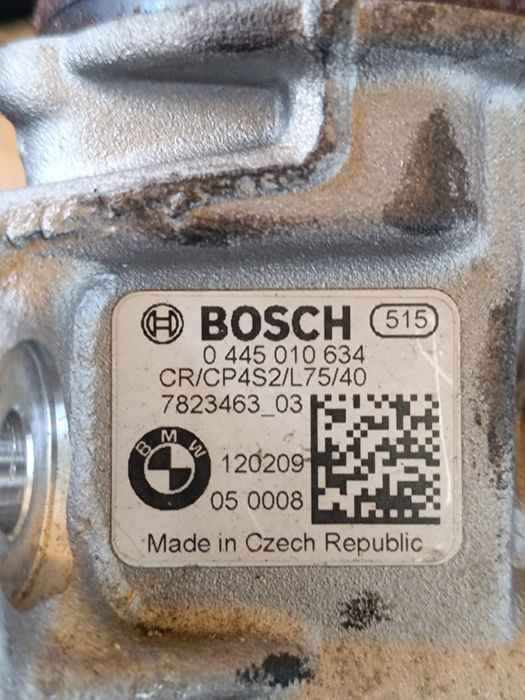 BOSCH 515
0 445 010 634
CR/CP4S2/L75/40
7823463_03
BMW
120209
05 0008
Made in Czech Republic